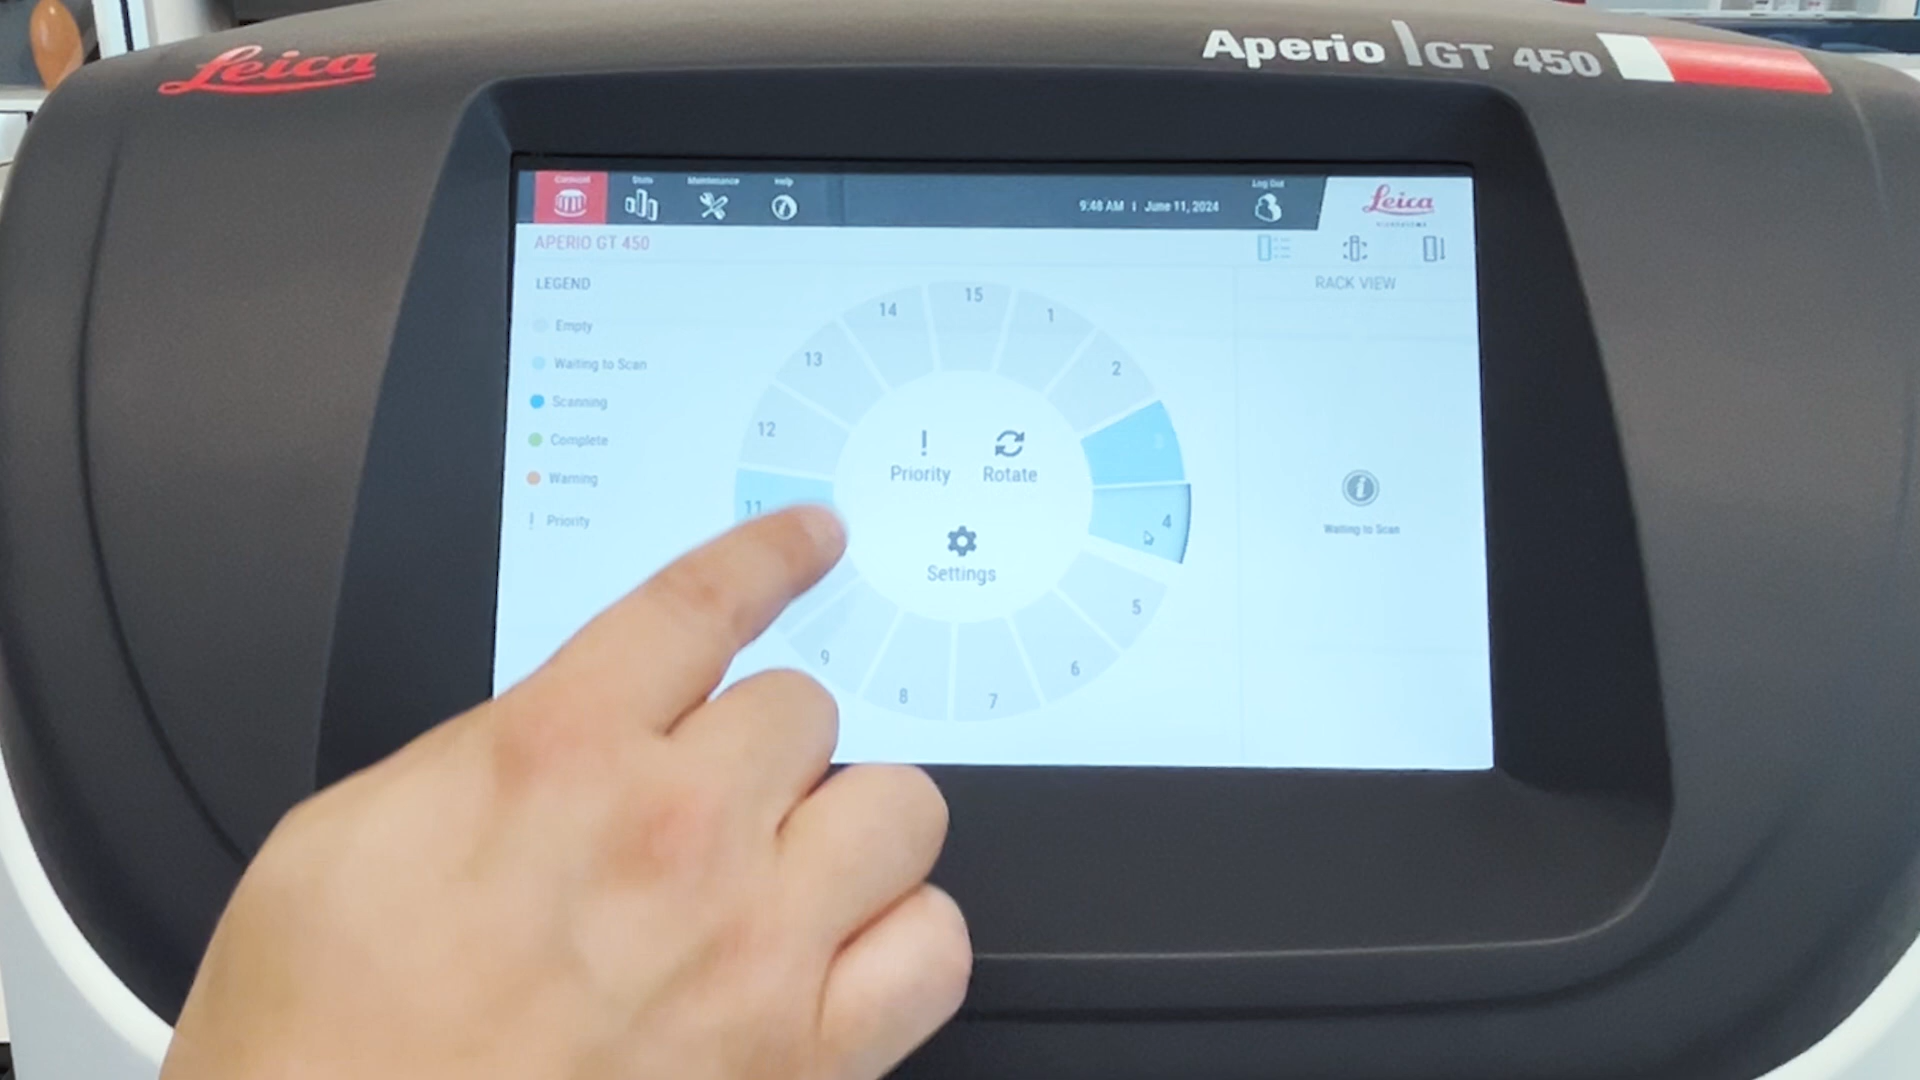 Leica
Aperio GT 450
Carousel
Stats
Maintenance
Help
9:48 AM | June 11, 2024
Log Out
Leica
APERIO GT 450
LEGEND
Empty
Waiting to Scan
Scanning
Complete
Warning
! Priority
15
1
2
4
5
6
7
8
9
11
12
13
14
! Priority
Rotate
Settings
RACK VIEW
Waiting to Scan